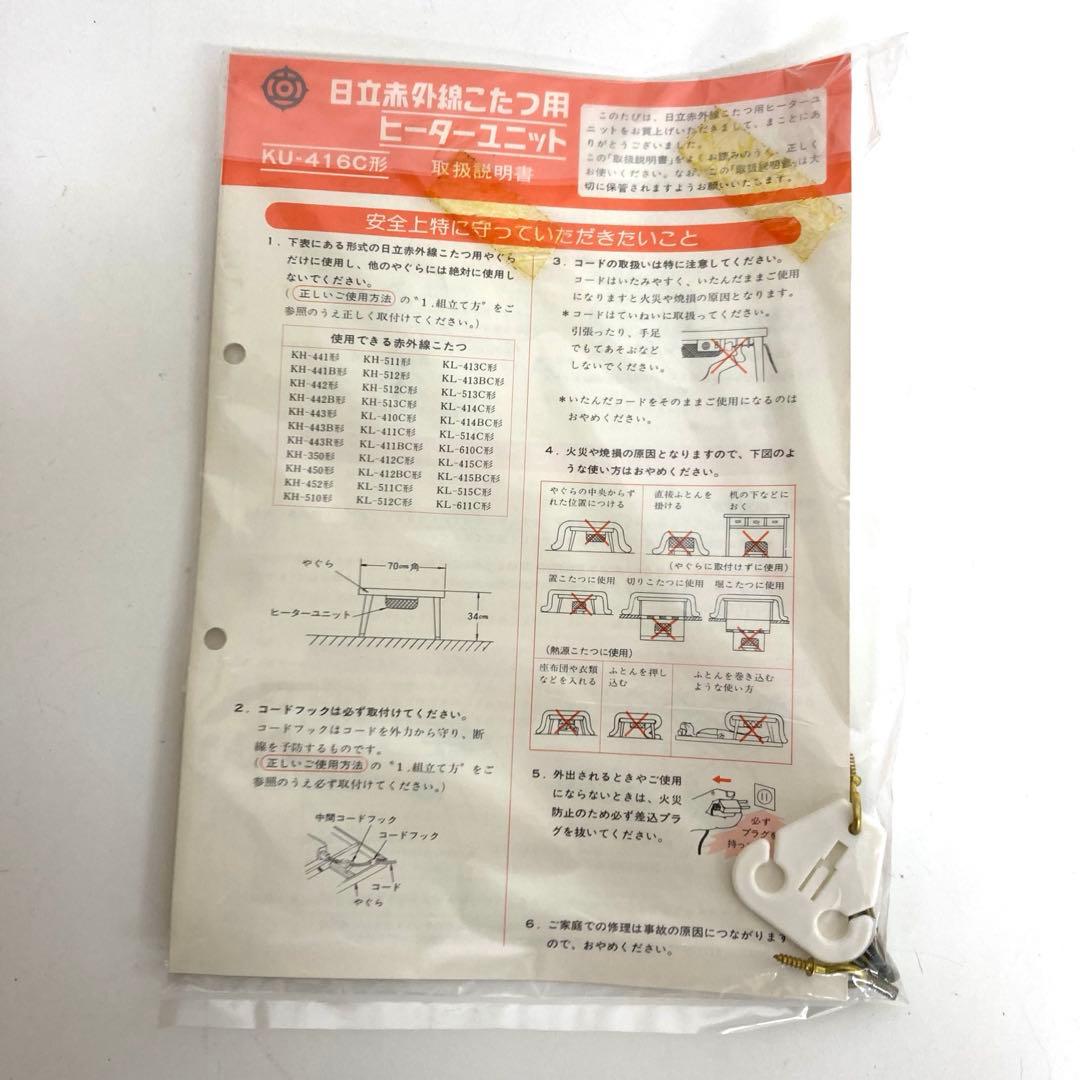 日立赤外線こたつ用
ヒーターユニット
KU-416C形 取扱説明書
このたびは、日立赤外線こたつ用ヒーターユ
ニットをお買上げいただきまして、まことにあ
りがとうございました。
この「取扱説明書」をよくお読みのうえ、正しく
お使いください。なお、この「取扱説明書」は大
切に保管されますようお願いいたします。
安全上特に守っていただきたいこと
1. 下表にある形式の日立赤外線こたつ用やぐら
だけに使用し、他のやぐらには絶対に使用し
ないでください。
(正しいご使用方法 の“1.組立て方”をご
参照のうえ正しく取付けてください。)
使用できる赤外線こたつ
KH-441形 KH-511形 KL-413C形
KH-441B形 KH-512形 KL-413BC形
KH-442形 KH-512C形 KL-513C形
KH-442B形 KH-513C形 KL-414C形
KH-443形 KL-410C形 KL-414BC形
KH-443B形 KL-411C形 KL-514C形
KH-443R形 KL-411BC形 KL-610C形
KH-350形 KL-412C形 KL-415C形
KH-450形 KL-412BC形 KL-415BC形
KH-452形 KL-511C形 KL-515C形
KH-510形 KL-512C形 KL-611C形
やぐら
70cm角
ヒーターユニット
34cm
2. コードフックは必ず取付けてください。
コードフックはコードを外力から守り、断
線を予防するものです。
(正しいご使用方法 の“1.組立て方”をご
参照のうえ必ず取付けてください。)
中間コードフック
コードフック
コード
やぐら
3. コードの取扱いは特に注意してください。
コードはいたみやすく、いたんだままご使用
になりますと火災や焼損の原因となります。
*コードはていねいに取扱ってください。
引張ったり、手足
でもてあそぶなど
しないでください。
*いたんだコードをそのままご使用になるのは
おやめください。
4. 火災や焼損の原因となりますので、下図のよ
うな使い方はおやめください。
やぐらの中央からず
れた位置につける
直接ふとんを
掛ける
机の下などに
おく
(やぐらに取付けずに使用)
置こたつに使用 切りこたつに使用 堀こたつに使用
(熱源こたつに使用)
座布団や衣類
などを入れる
ふとんを押し
込む
ふとんを巻き込む
ような使い方
5. 外出されるときやご使用
にならないときは、火災
防止のため必ず差込プラ
グを抜いてください。
必ず
プラグを
持っ
6. ご家庭での修理は事故の原因につながります
ので、おやめください。